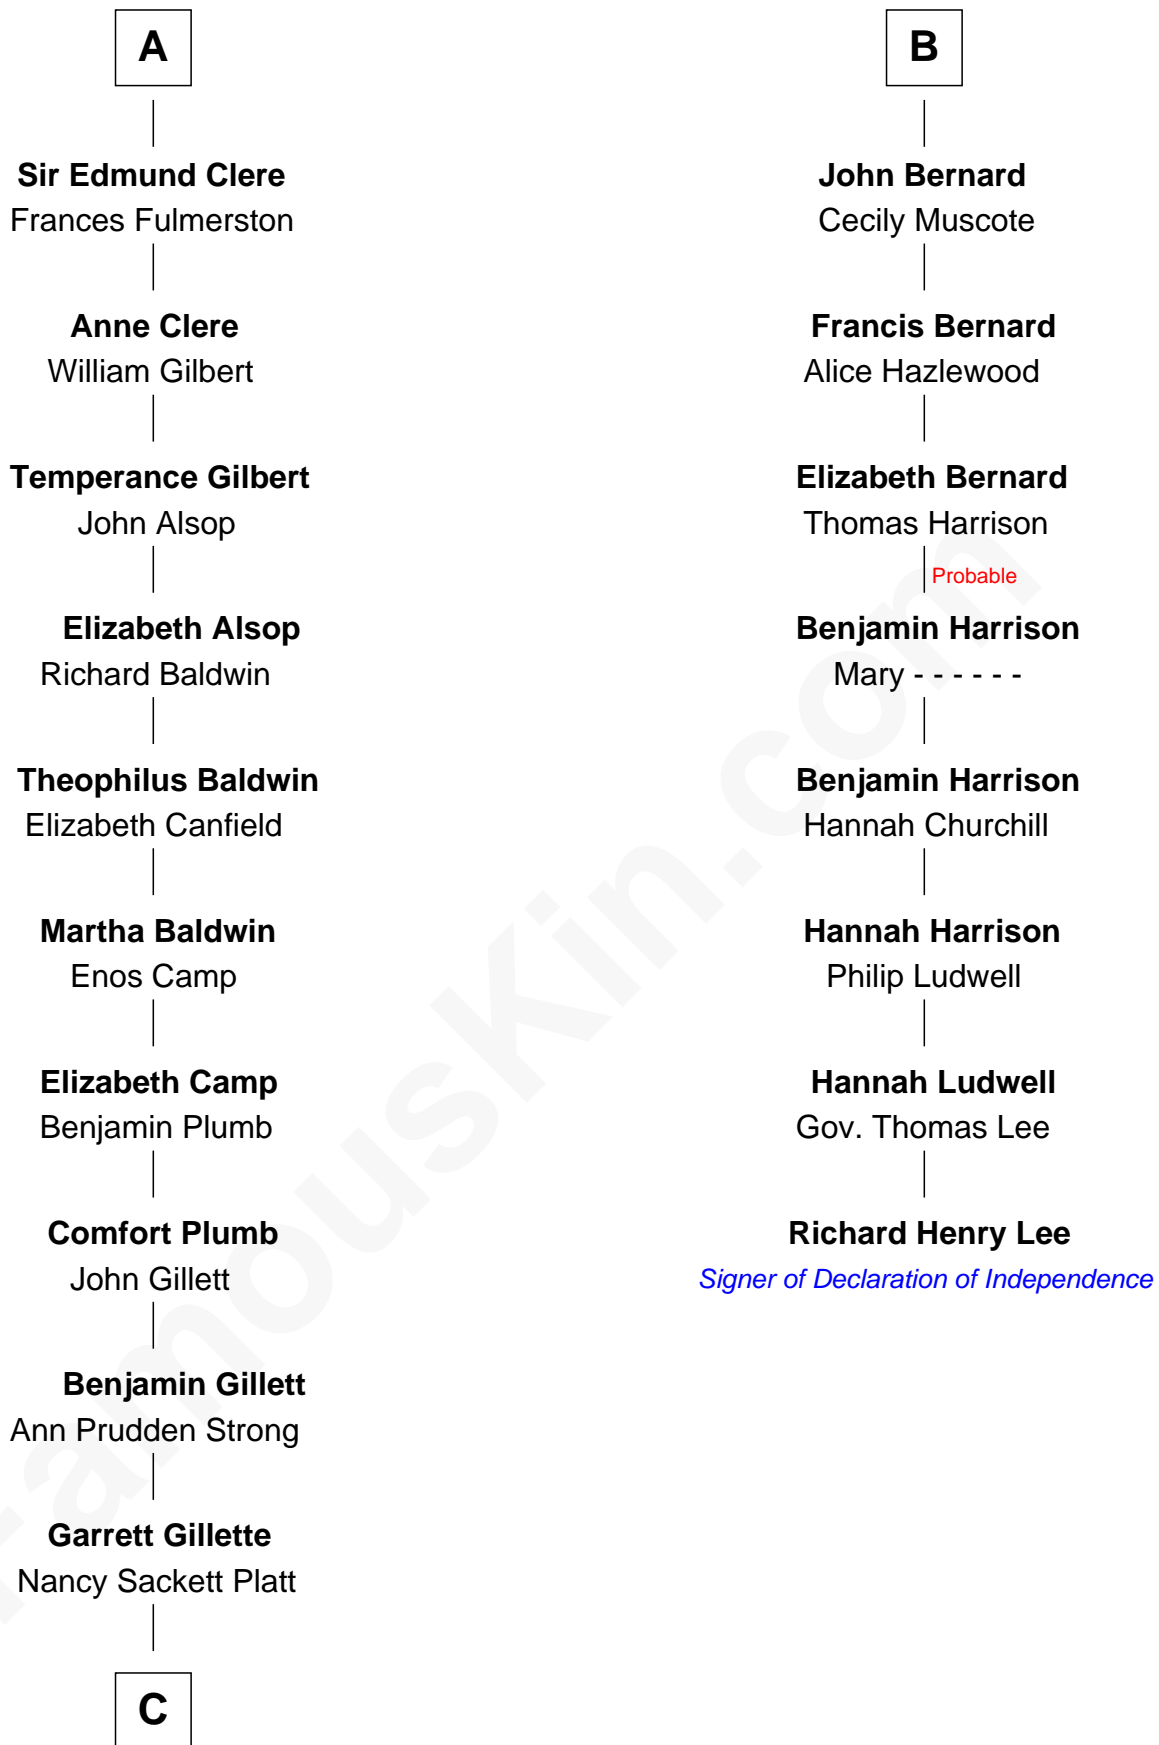 A
Sir Edmund Clere
Frances Fulmerston
Anne Clere
William Gilbert
Temperance Gilbert
John Alsop
Elizabeth Alsop
Richard Baldwin
Theophilus Baldwin
Elizabeth Canfield
Martha Baldwin
Enos Camp
Elizabeth Camp
Benjamin Plumb
Comfort Plumb
John Gillett
Benjamin Gillett
Ann Prudden Strong
Garrett Gillette
Nancy Sackett Platt
C
B
John Bernard
Cecily Muscote
Francis Bernard
Alice Hazlewood
Elizabeth Bernard
Thomas Harrison
Probable
Benjamin Harrison
Mary - - - - - -
Benjamin Harrison
Hannah Churchill
Hannah Harrison
Philip Ludwell
Hannah Ludwell
Gov. Thomas Lee
Richard Henry Lee
Signer of Declaration of Independence
FamousKin.com